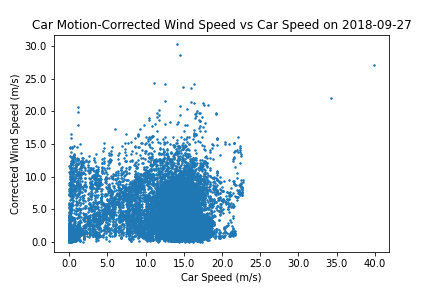 Car Motion-Corrected Wind Speed vs Car Speed on 2018-09-27
30.0
25.0
20.0
15.0
10.0
5.0
0.0
Corrected Wind Speed (m/s)
0.0 5.0 10.0 15.0 20.0 25.0 30.0 35.0 40.0
Car Speed (m/s)